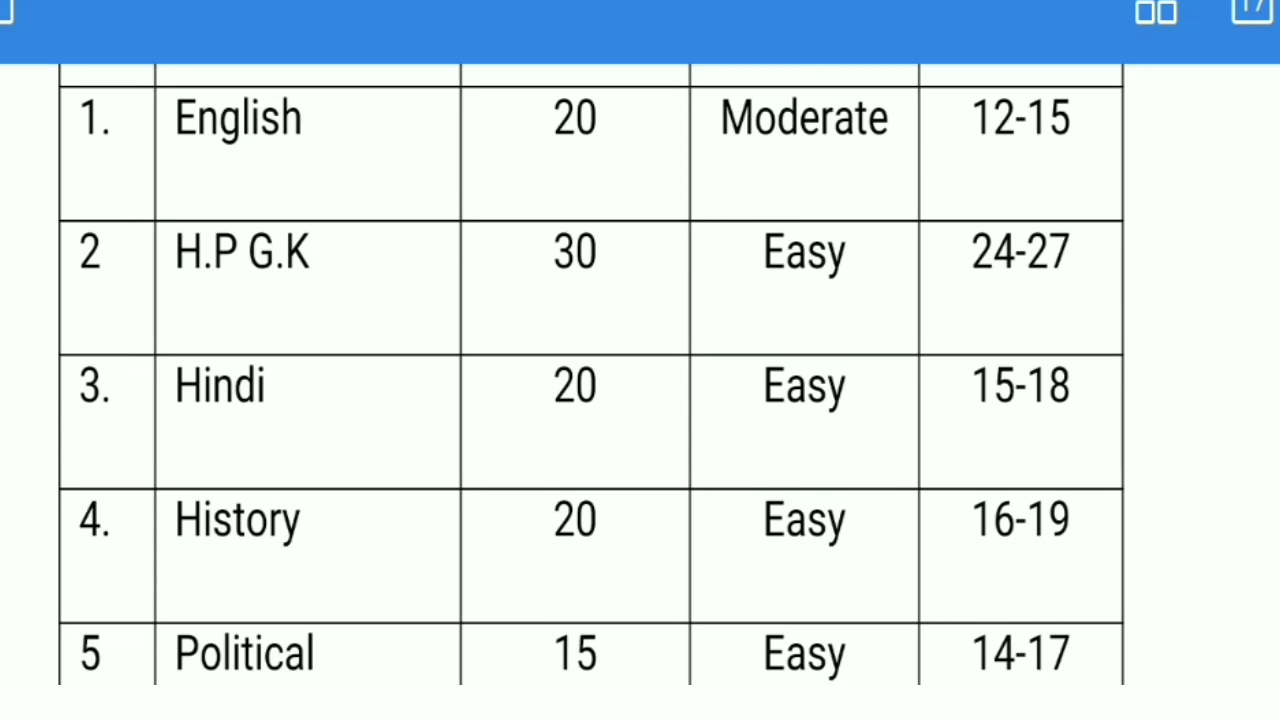 17
1. English 20 Moderate 12-15
2 H.P G.K 30 Easy 24-27
3. Hindi 20 Easy 15-18
4. History 20 Easy 16-19
5 Political 15 Easy 14-17